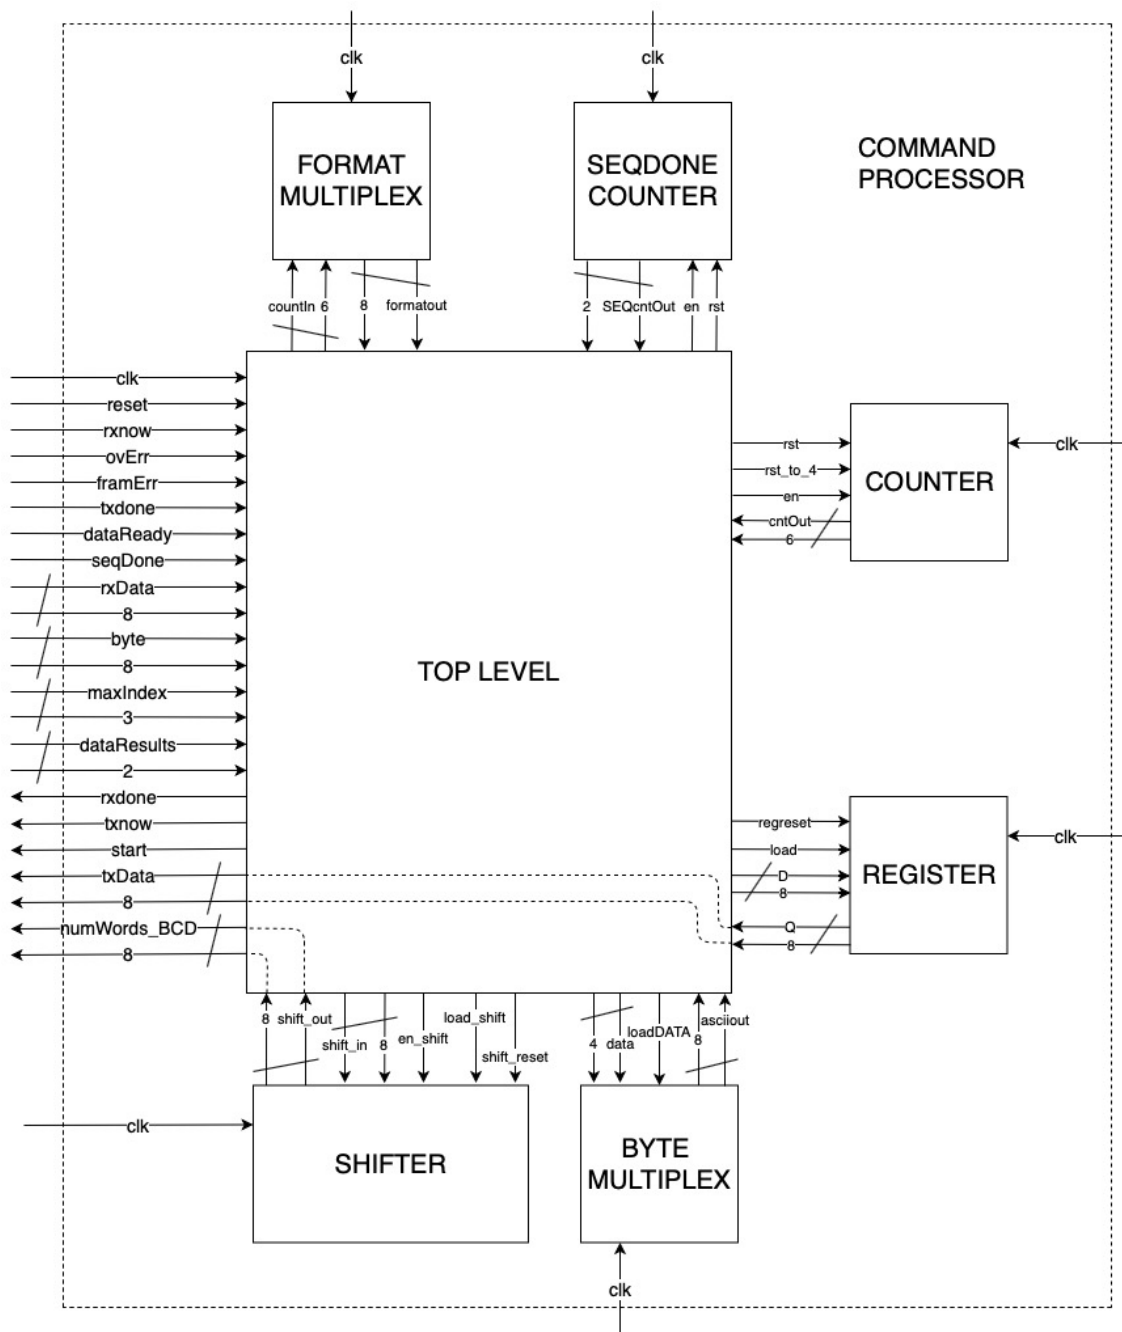 clk
clk
FORMAT
MULTIPLEX
SEQDONE
COUNTER
COMMAND
PROCESSOR
countIn 6 8 formatout
2 SEQcntOut en rst
clk
reset
rxnow
ovErr
framErr
txdone
dataReady
seqDone
rxData
8
byte
8
maxIndex
3
dataResults
2
rxdone
txnow
start
txData
8
numWords_BCD
8
TOP LEVEL
rst
rst_to_4
en
cntOut
6
COUNTER
clk
regreset
load
D
8
Q
8
REGISTER
clk
8 shift_out shift_in 8 en_shift load_shift shift_reset
4 data loadDATA 8 asciiout
clk
SHIFTER
BYTE
MULTIPLEX
clk